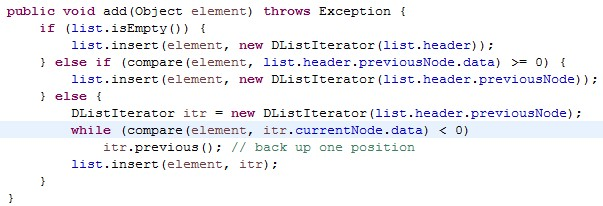 public void add(Object element) throws Exception {
    if (list.isEmpty()) {
        list.insert(element, new DListIterator(list.header));
    } else if (compare(element, list.header.previousNode.data) >= 0) {
        list.insert(element, new DListIterator(list.header.previousNode));
    } else {
        DListIterator itr = new DListIterator(list.header.previousNode);
        while (compare(element, itr.currentNode.data) < 0)
            itr.previous(); // back up one position
        list.insert(element, itr);
    }
}